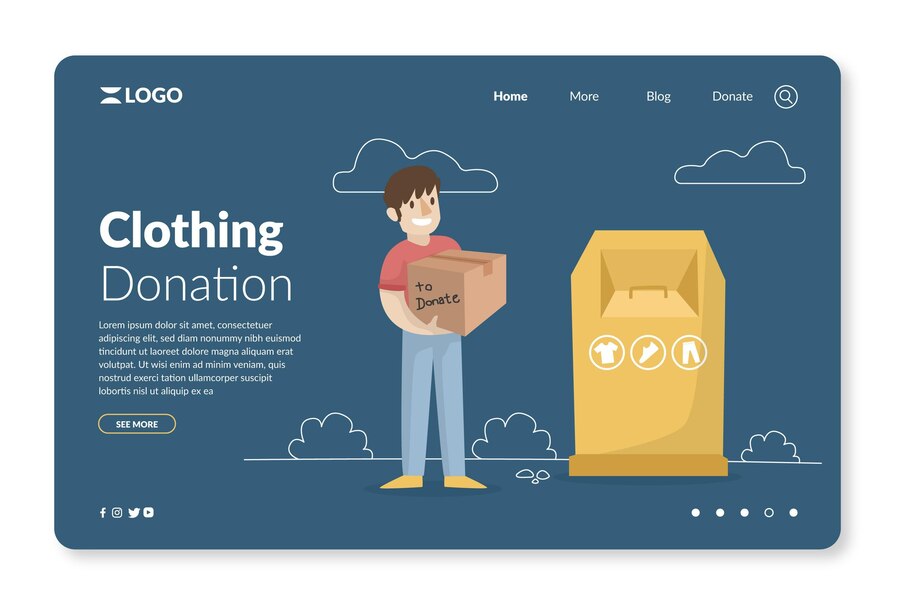 LOGO
Home More Blog Donate
Clothing
Donation
Lorem ipsum dolor sit amet, consectetuer
adipiscing elit, sed diam nonummy nibh euismod
tincidunt ut laoreet dolore magna aliquam erat
volutpat. Ut wisi enim ad minim veniam, quis
nostrud exerci tation ullamcorper suscipit
lobortis nisl ut aliquip ex ea
SEE MORE
to
Donate